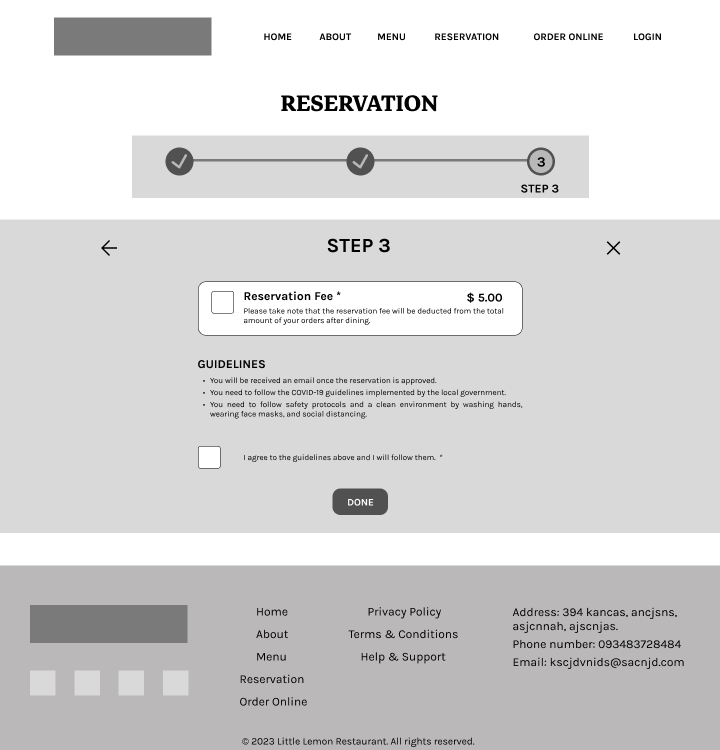 HOME ABOUT MENU RESERVATION ORDER ONLINE LOGIN
RESERVATION
3
STEP 3
STEP 3
Reservation Fee * $ 5.00
Please take note that the reservation fee will be deducted from the total
amount of your orders after dining.
GUIDELINES
• You will be received an email once the reservation is approved.
• You need to follow the COVID-19 guidelines implemented by the local government.
• You need to follow safety protocols and a clean environment by washing hands,
wearing face masks, and social distancing.
I agree to the guidelines above and I will follow them. *
DONE
Home
About
Menu
Reservation
Order Online
Privacy Policy
Terms & Conditions
Help & Support
Address: 394 kancas, ancjsns,
asjcnnah, ajscnjas.
Phone number: 093483728484
Email: kscjdvnids@sacnjd.com
© 2023 Little Lemon Restaurant. All rights reserved.